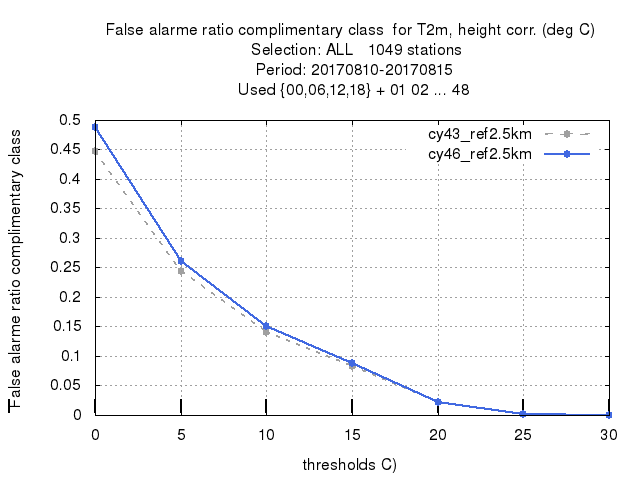 False alarme ratio complimentary class for T2m, height corr. (deg C)
Selection: ALL 1049 stations
Period: 20170810-20170815
Used {00,06,12,18} + 01 02 ... 48
cy43_ref2.5km
cy46_ref2.5km
False alarme ratio complimentary class
0.5
0.45
0.4
0.35
0.3
0.25
0.2
0.15
0.1
0.05
0
0 5 10 15 20 25 30
thresholds C)